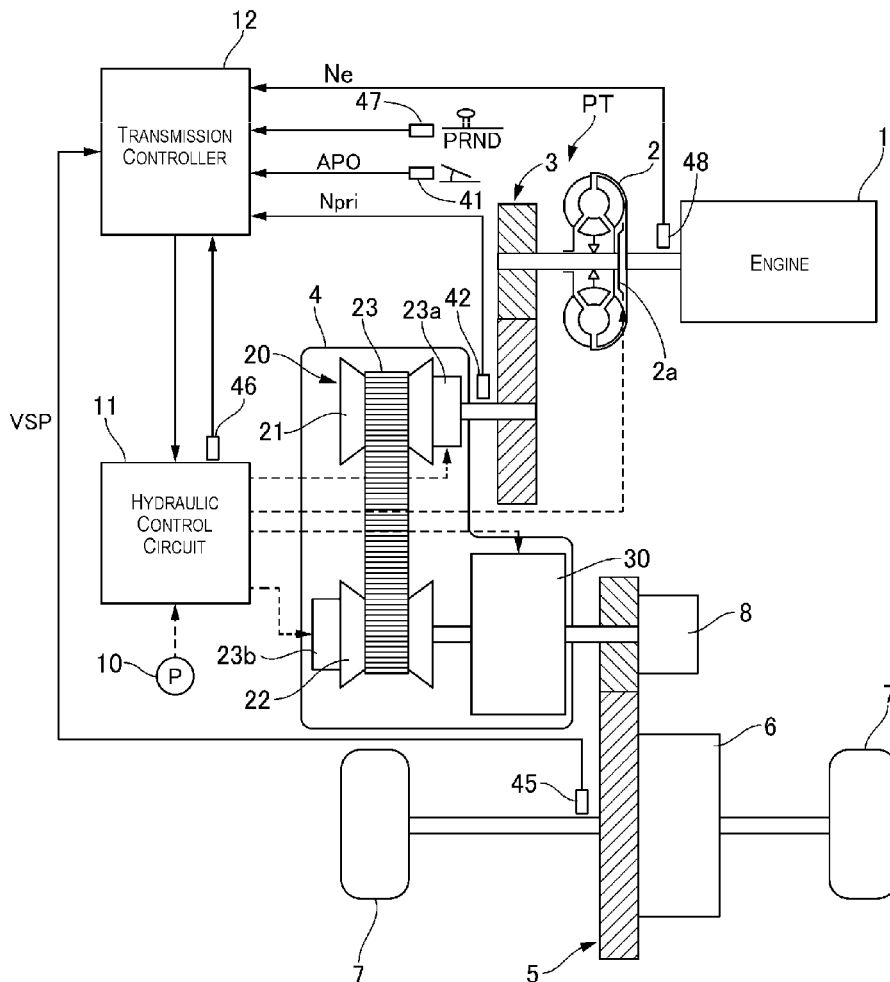 12
Ne
47
PT
TRANSMISSION
CONTROLLER
PRND
3
2
1
APO
41
48
Npri
ENGINE
4
23
23a
42
2a
20
46
VSP
11
21
HYDRAULIC
CONTROL
CIRCUIT
30
8
10
P
23b
22
7
6
45
7
5